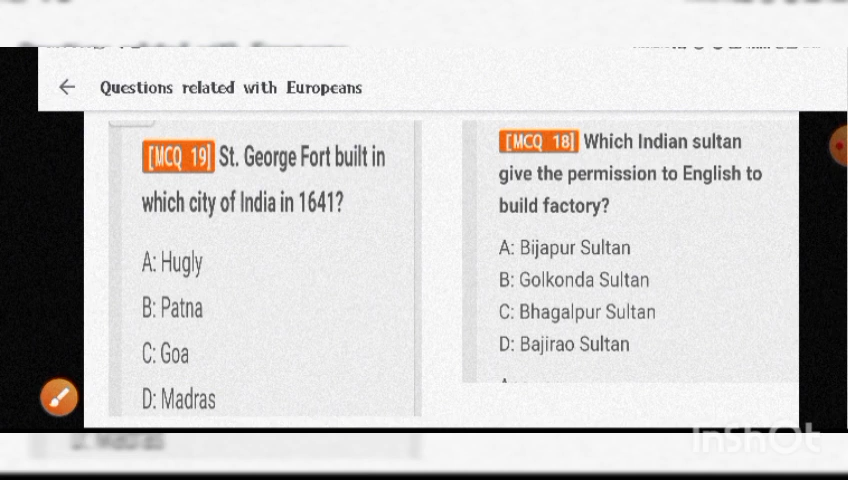 Questions related with Europeans
[MCQ 19] St. George Fort built in
which city of India in 1641?
A: Hugly
B: Patna
C: Goa
D: Madras
[MCQ 18] Which Indian sultan
give the permission to English to
build factory?
A: Bijapur Sultan
B: Golkonda Sultan
C: Bhagalpur Sultan
D: Bajirao Sultan
InShOt